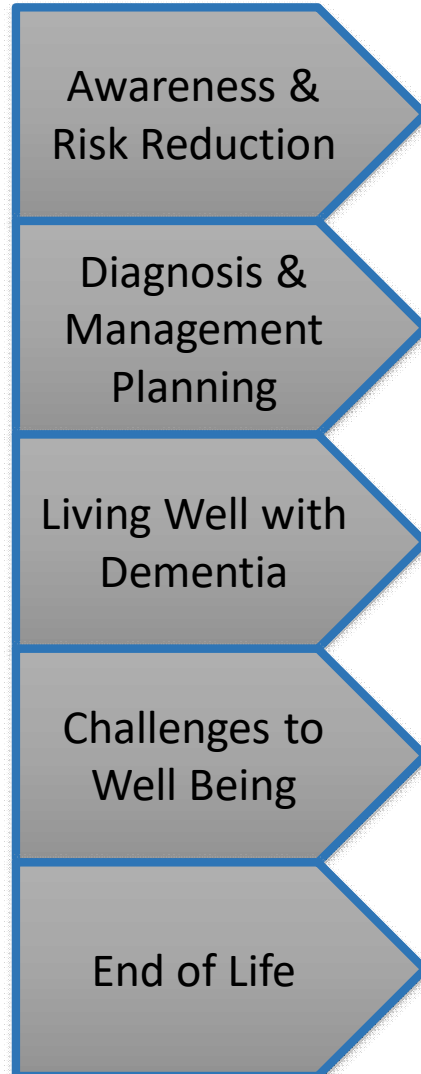 Awareness &
Risk Reduction
Diagnosis &
Management
Planning
Living Well with
Dementia
Challenges to
Well Being
End of Life